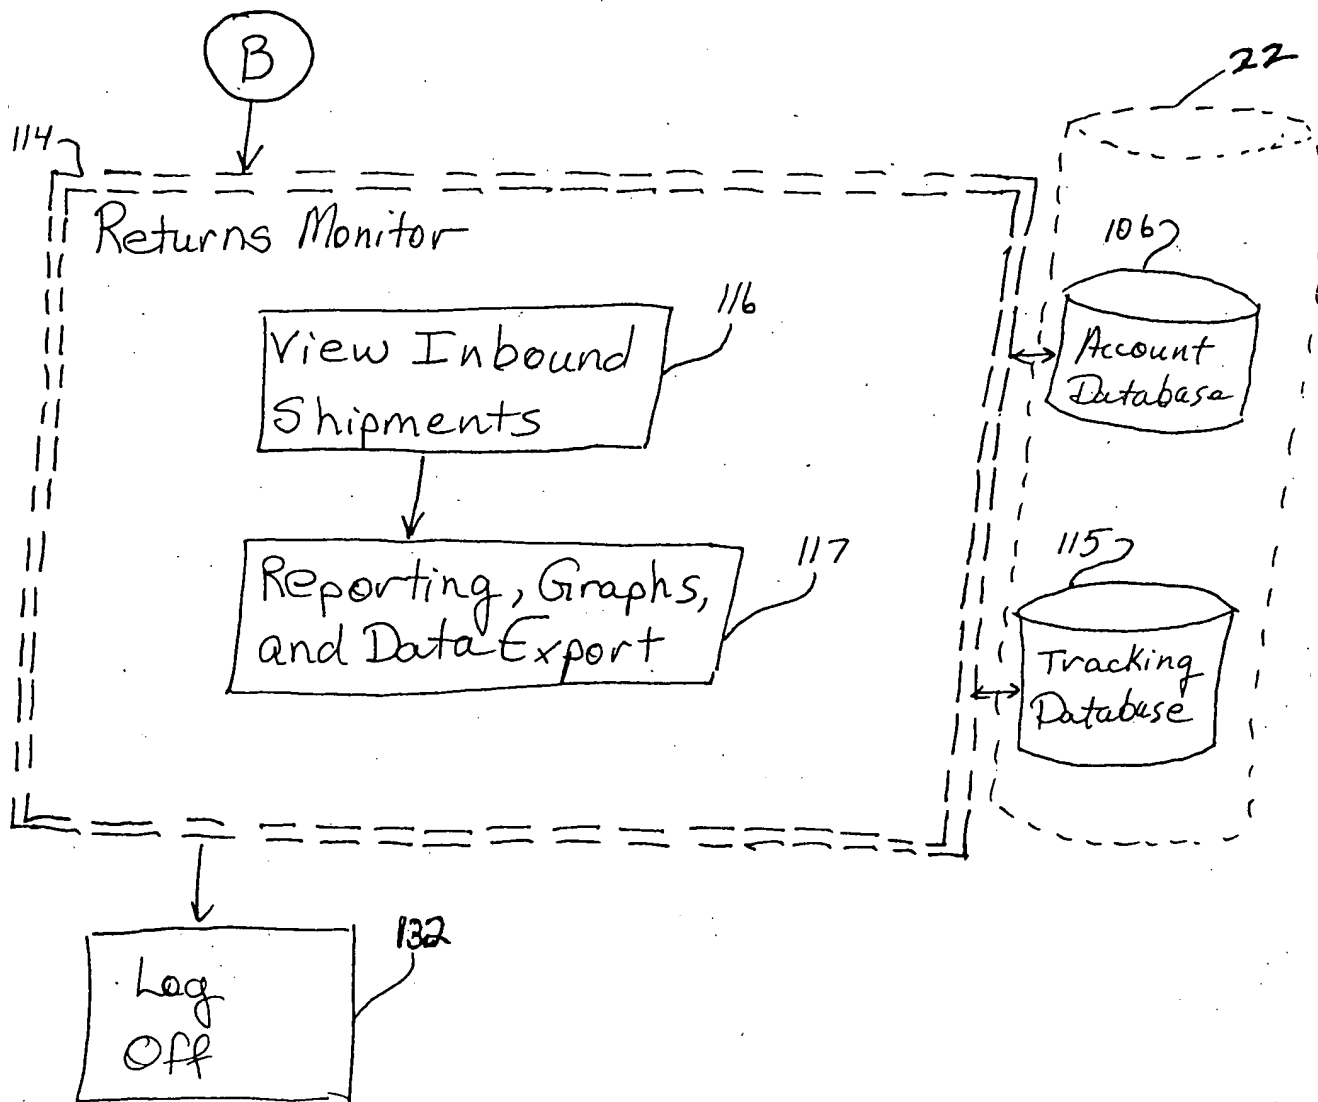 B
22
114
Returns Monitor
106
116
View Inbound
Shipments
Account
Database
117
115
Reporting, Graphs,
and Data Export
Tracking
Database
132
Log
Off